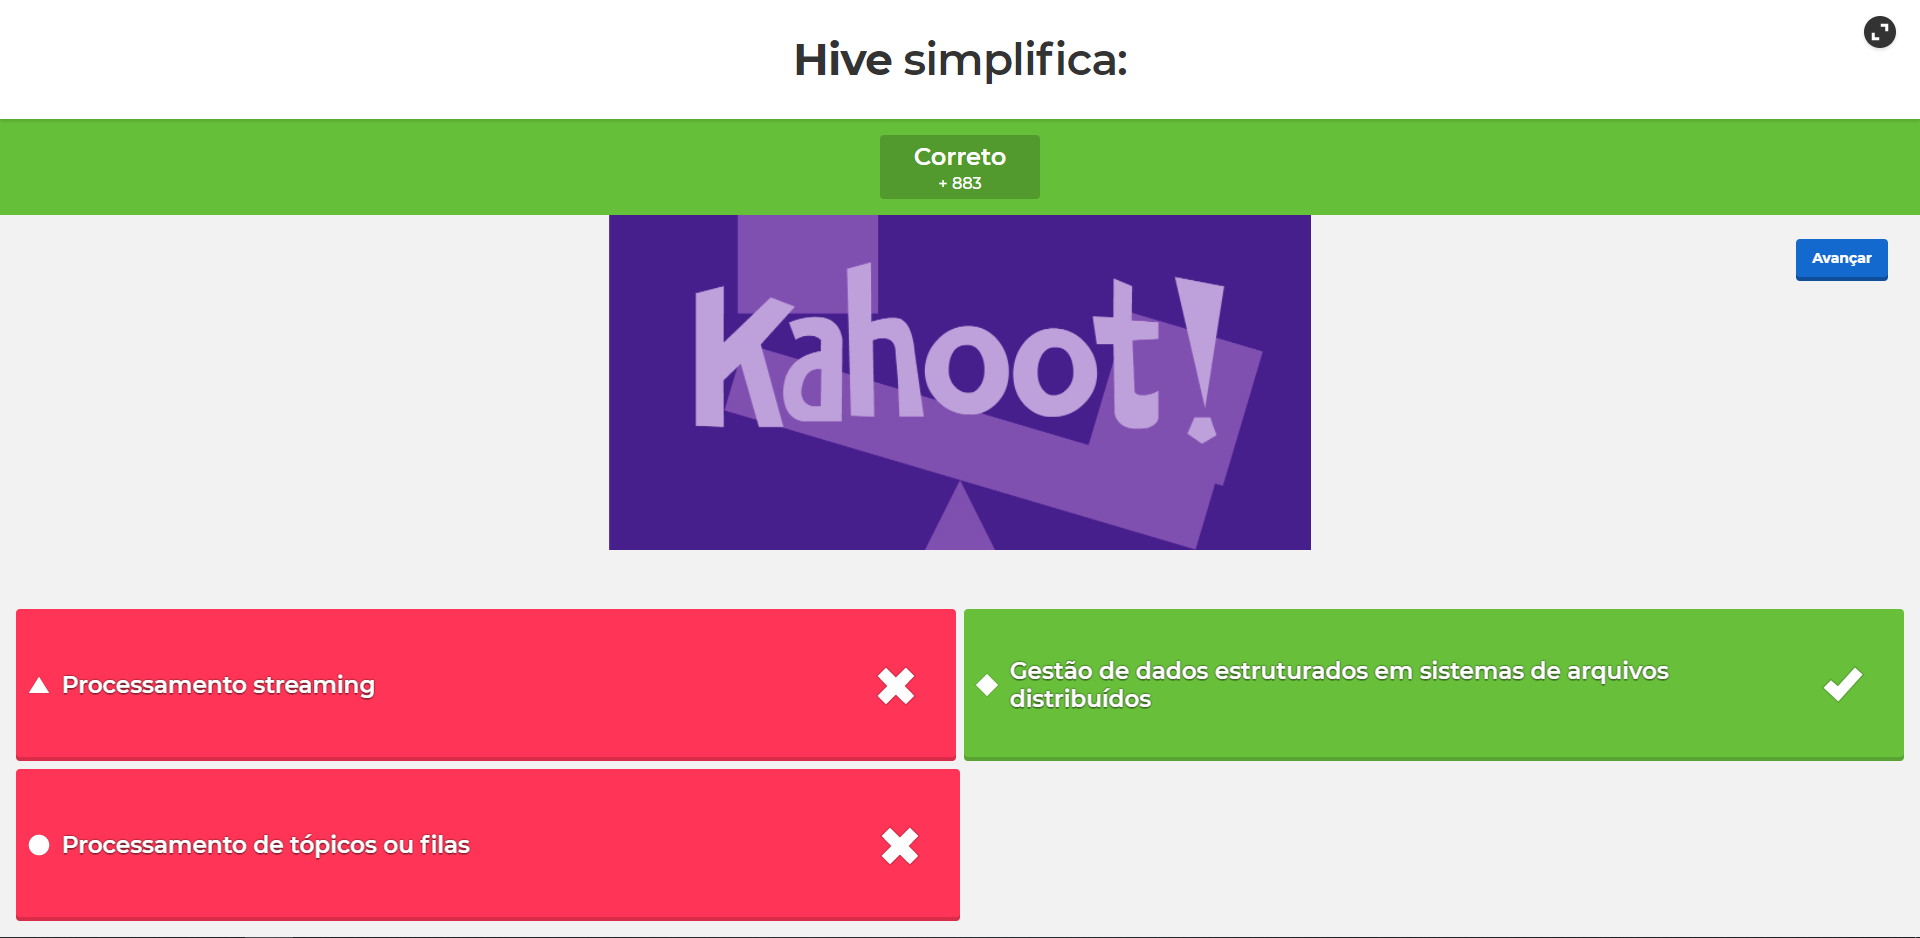 Hive simplifica:
Correto
+ 883
Kahoot!
Avançar
Processamento streaming
Gestão de dados estruturados em sistemas de arquivos
distribuídos
Processamento de tópicos ou filas